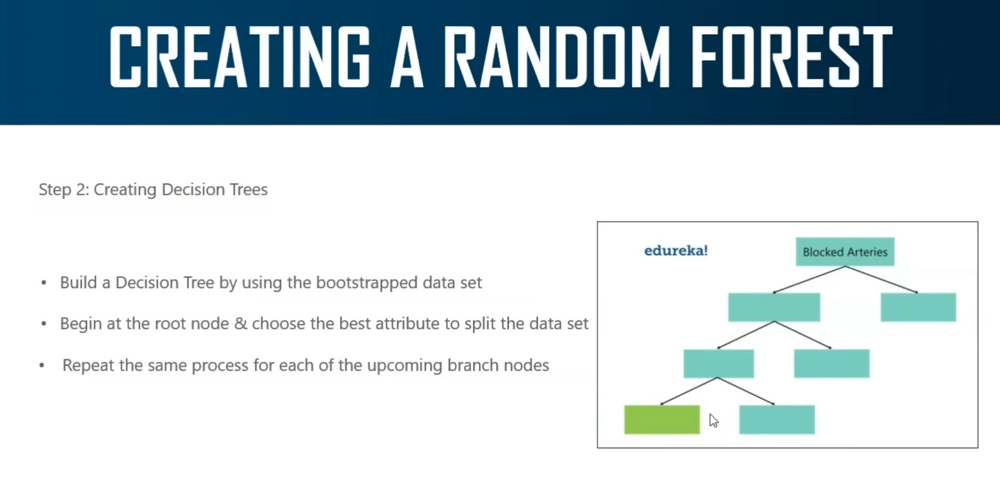 CREATING A RANDOM FOREST
Step 2: Creating Decision Trees
• Build a Decision Tree by using the bootstrapped data set
• Begin at the root node & choose the best attribute to split the data set
• Repeat the same process for each of the upcoming branch nodes
edureka!
Blocked Arteries